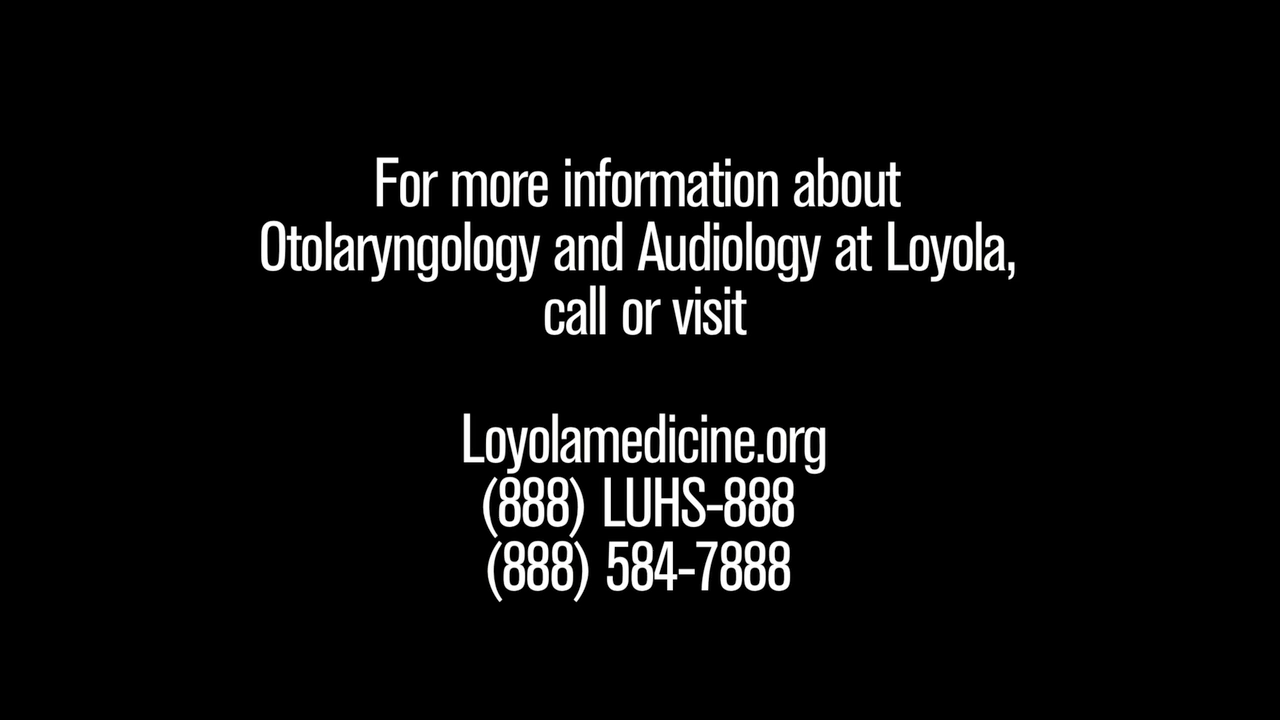 For more information about
Otolaryngology and Audiology at Loyola,
call or visit
Loyolamedicine.org
(888) LUHS-888
(888) 584-7888